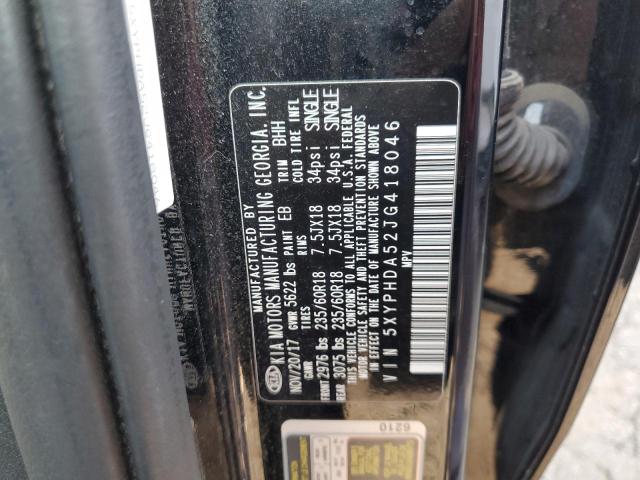 MANUFACTURED BY
KIA KIA MOTORS MANUFACTURING GEORGIA, INC.
NOV/20/17 GVWR 5622 lbs PAINT EB TRIM BHH
GAWR TIRES RIMS COLD TIRE INFL
FRONT 2976 lbs 235/60R18 7.5JX18 34psi SINGLE
REAR 3075 lbs 235/60R18 7.5JX18 34psi SINGLE
THIS VEHICLE CONFORMS TO ALL APPLICABLE U.S.A. FEDERAL
MOTOR VEHICLE SAFETY AND THEFT PREVENTION STANDARDS
IN EFFECT ON THE DATE OF MANUFACTURE SHOWN ABOVE.
VIN 5XYPHDA52JG418046
MPV
6210